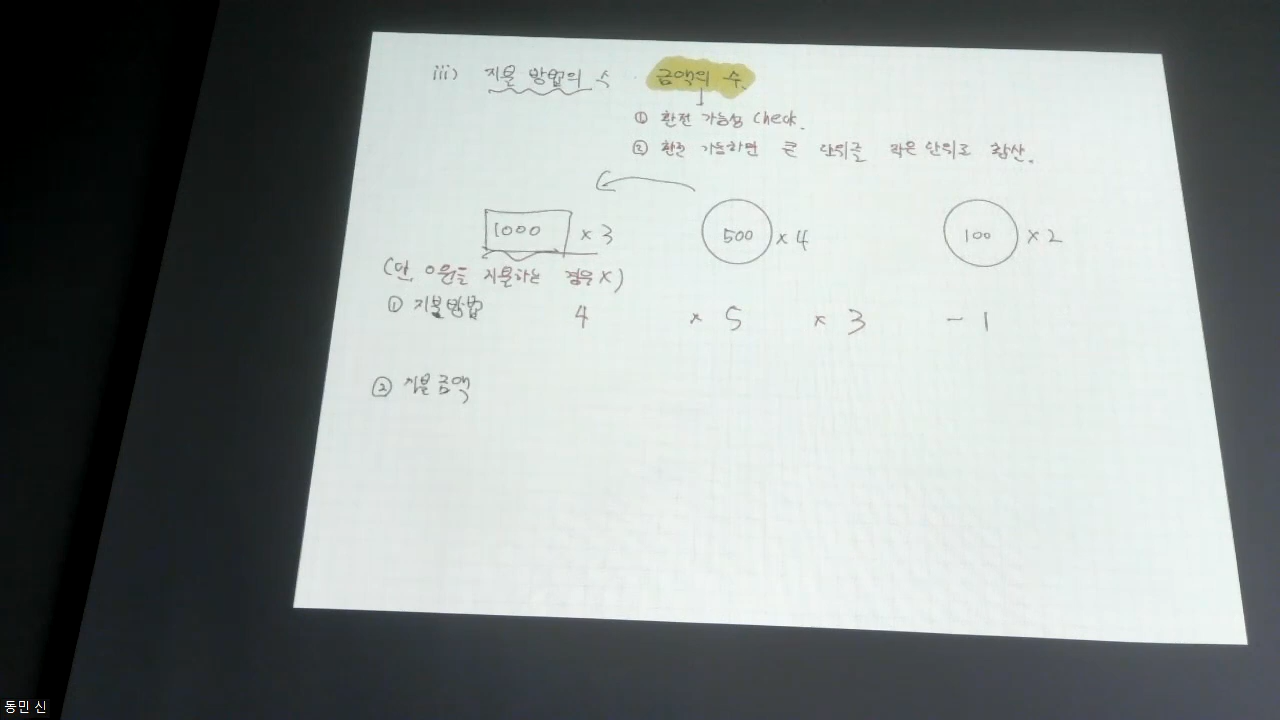 iii) 지불 방법의 수 · 금액의 수.
① 환전 가능성 Check.
② 환전 가능하면 큰 단위를 작은 단위로 환산.
1000 × 3 500 × 4 100 × 2
(단, 0원을 지불하는 경우 X)
① 지불방법 4 × 5 × 3 - 1
② 지불금액
동민 신